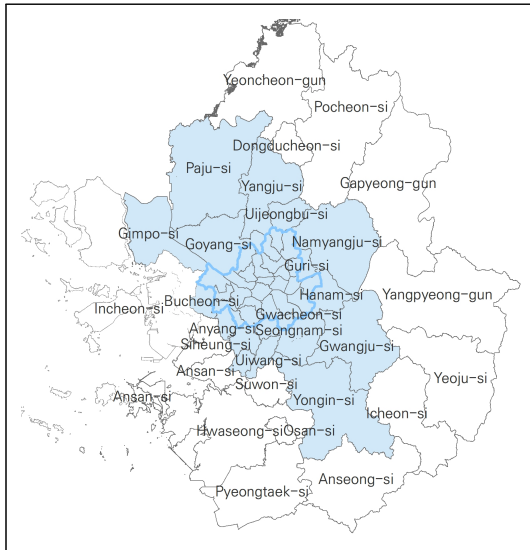 Yeoncheon-gun
Pocheon-si
Dongducheon-si
Paju-si
Yangju-si
Gapyeong-gun
Uijeongbu-si
Gimpo-si
Goyang-si
Namyangju-si
Guri-si
Bucheon-si
Hanam-si
Yangpyeong-gun
Incheon-si
Gwacheon-si
Anyang-si
Seongnam-si
Siheung-si
Gwangju-si
Uiwang-si
Ansan-si
Suwon-si
Yeoju-si
Ansan-si
Yongin-si
Icheon-si
Hwaseong-si
Osan-si
Anseong-si
Pyeongtaek-si